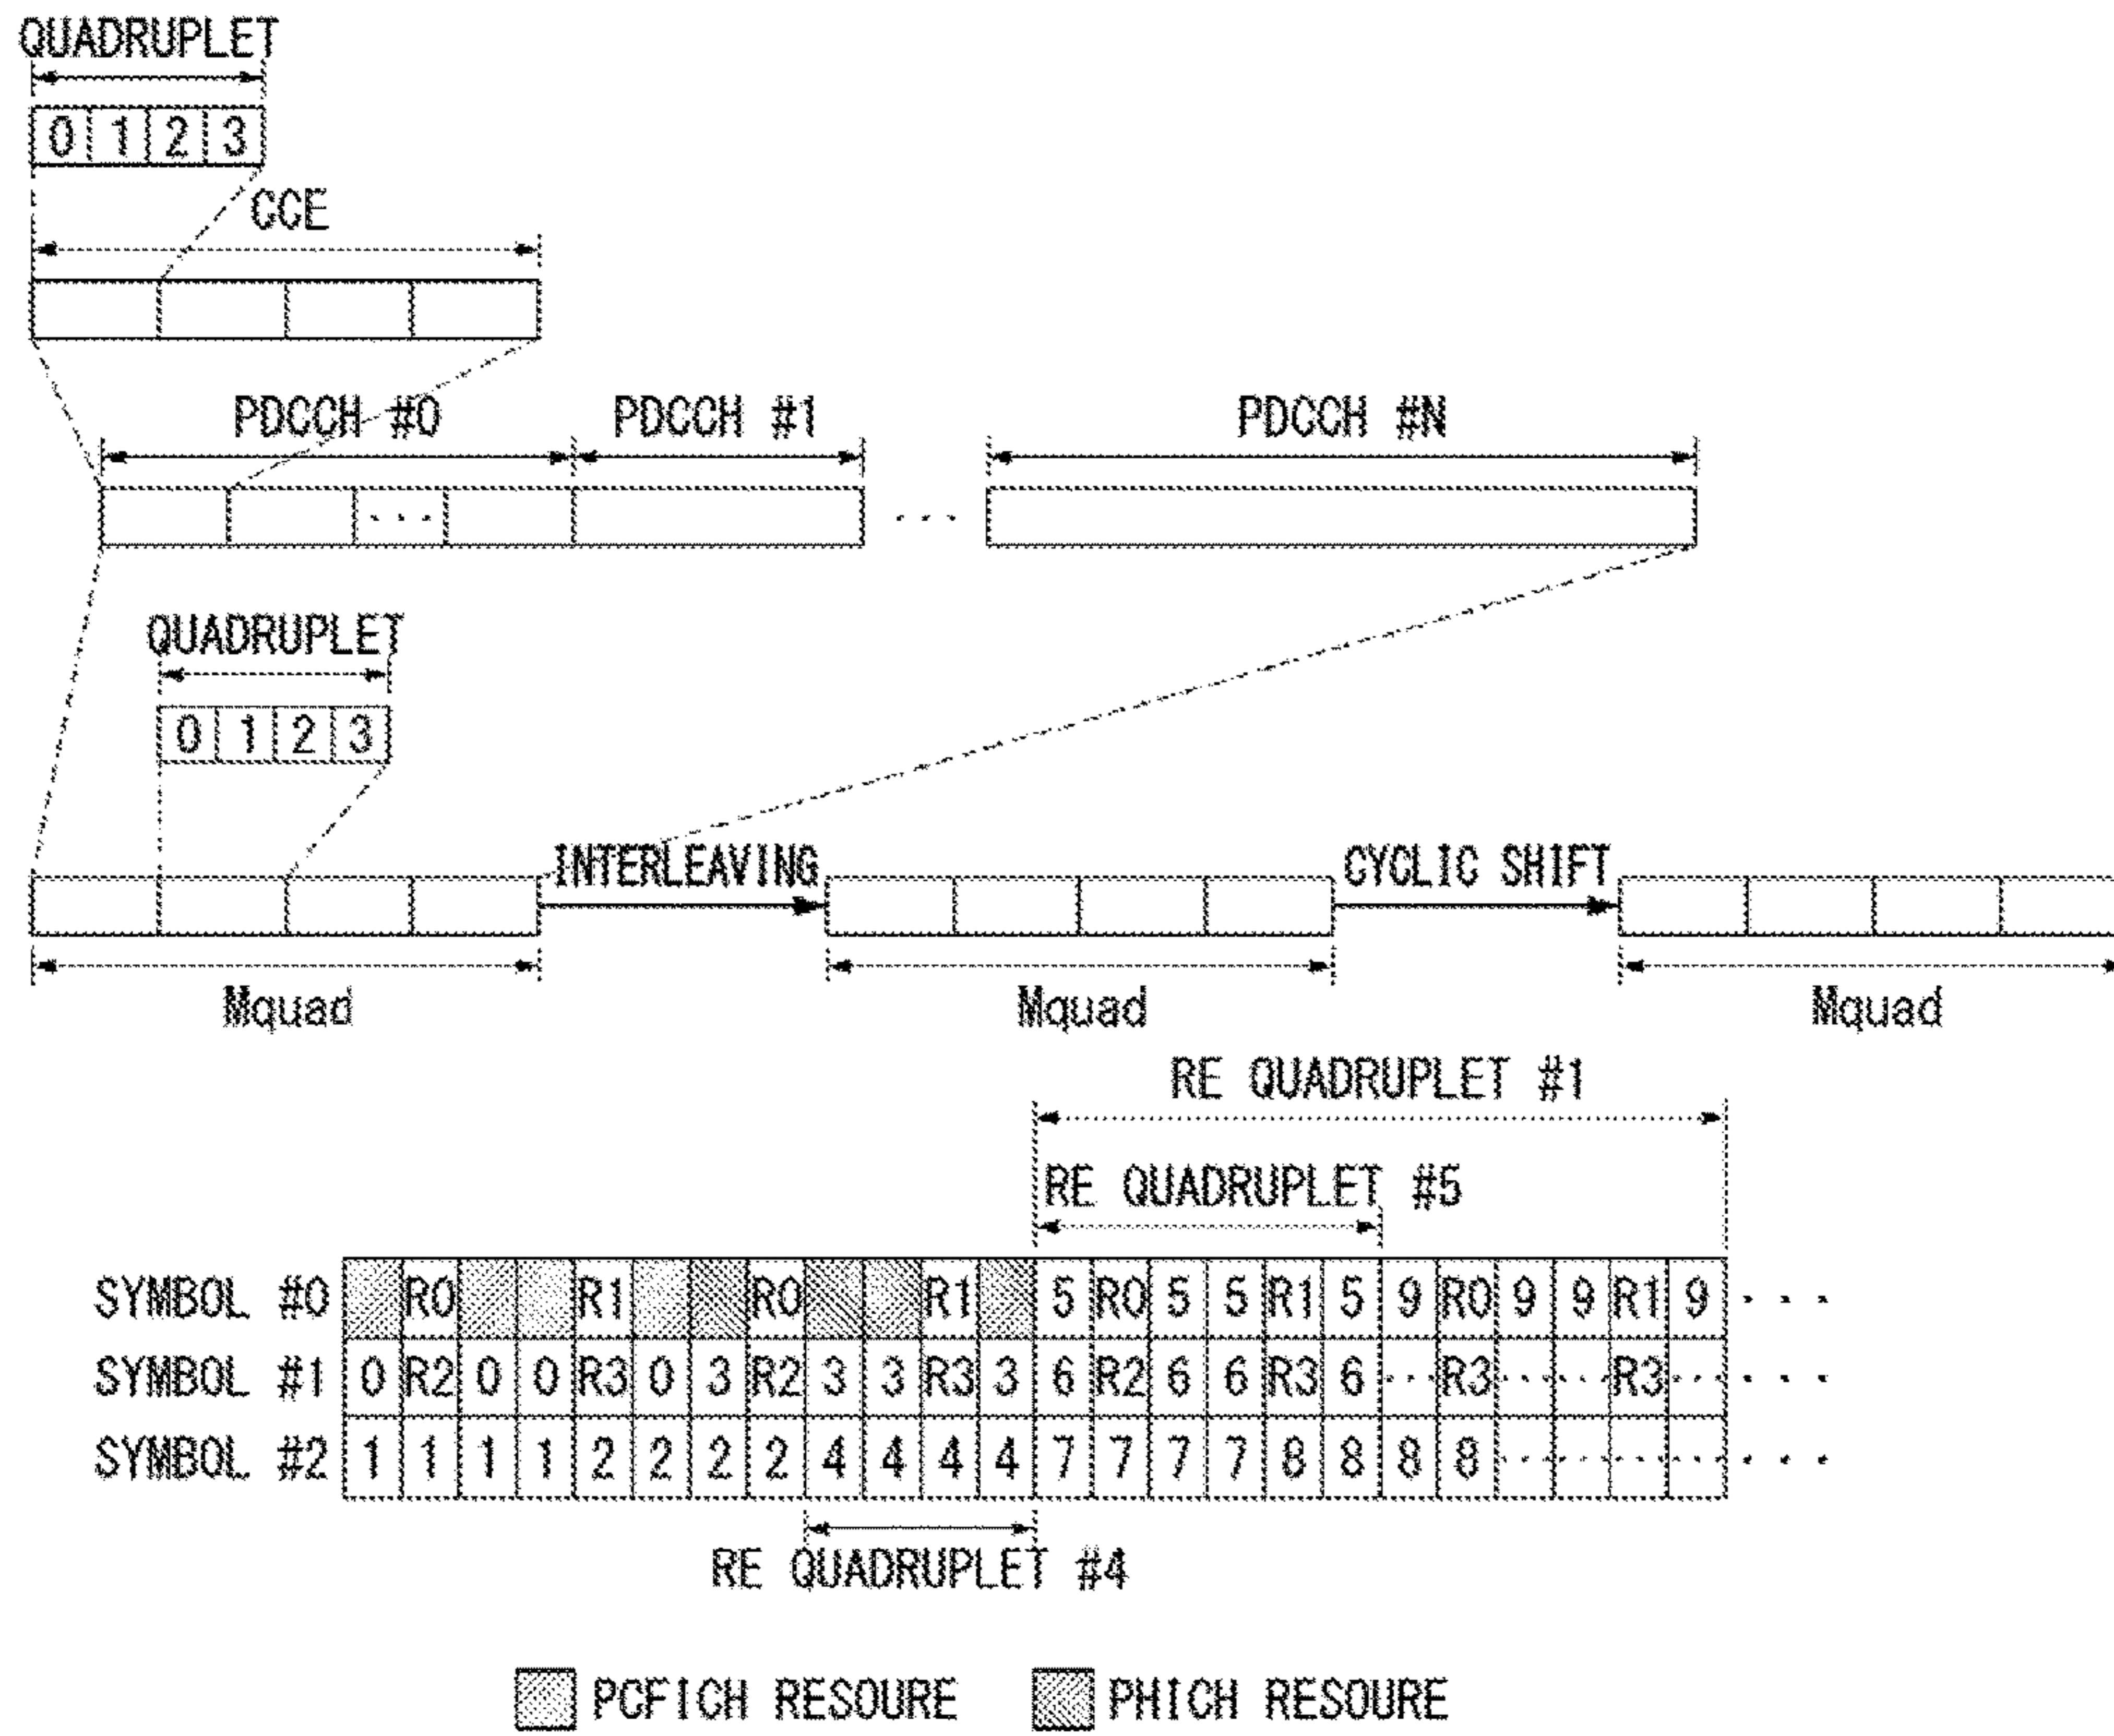 QUADRUPLET
0 1 2 3
CCE
PDCCH #0 PDCCH #1 PDCCH #N
...
...
QUADRUPLET
0 1 2 3
INTERLEAVING CYCLIC SHIFT
Mquad Mquad Mquad
RE QUADRUPLET #1
RE QUADRUPLET #5
SYMBOL #0 R0 R1 R0 R1 5 R0 5 5 R1 5 9 R0 9 9 R1 9 ...
SYMBOL #1 0 R2 0 0 R3 0 3 R2 3 3 R3 3 6 R2 6 6 R3 6 ... R3 ... R3 ... ...
SYMBOL #2 1 1 1 1 2 2 2 2 4 4 4 4 7 7 7 7 8 8 8 8 ... ...
RE QUADRUPLET #4
PCFICH RESOURE PHICH RESOURE